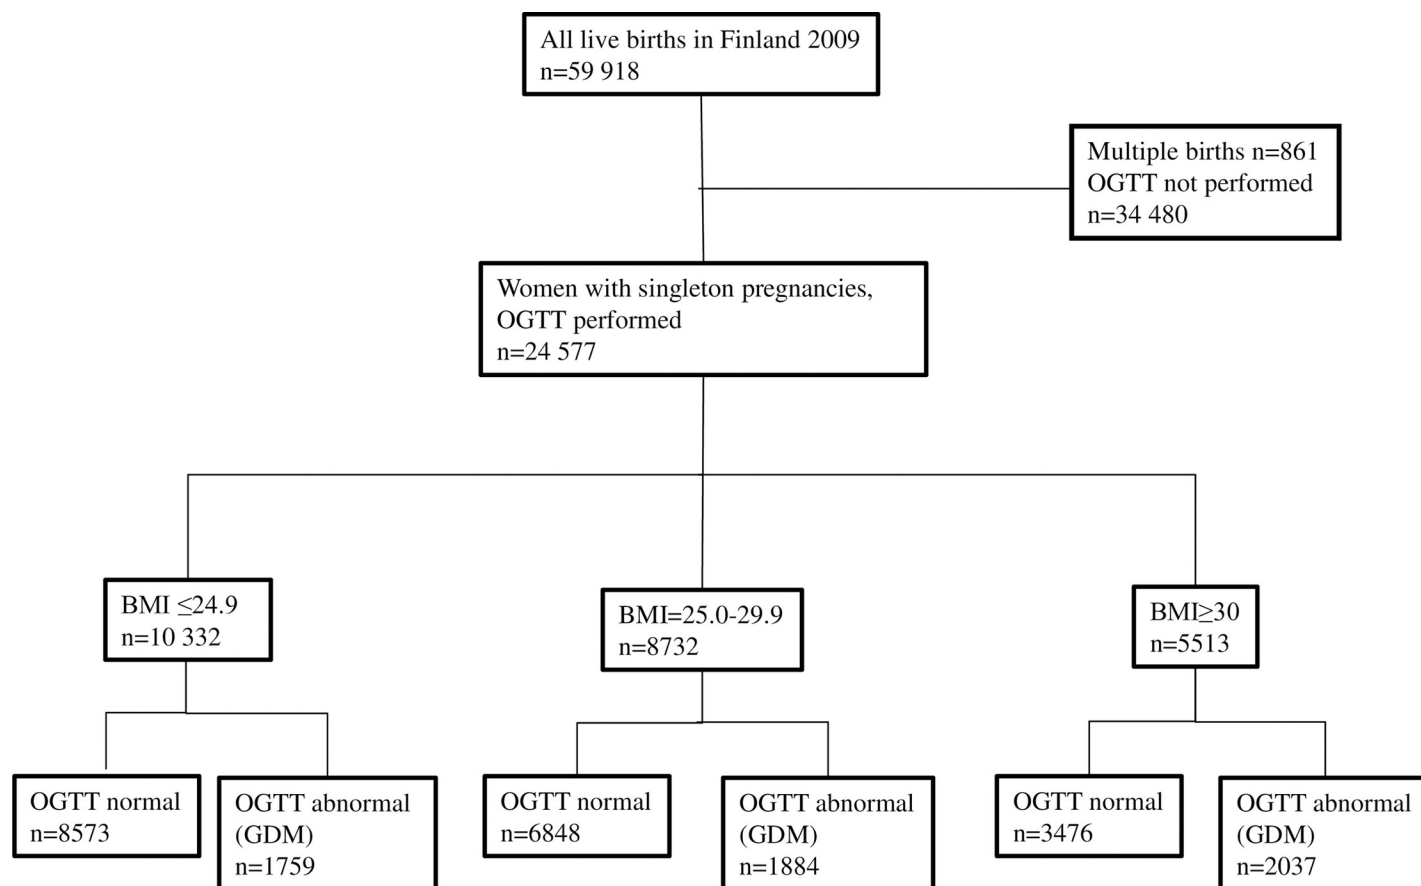 All live births in Finland 2009
n=59 918
Multiple births n=861
OGTT not performed
n=34 480
Women with singleton pregnancies,
OGTT performed
n=24 577
BMI ≤24.9
n=10 332
BMI=25.0-29.9
n=8732
BMI≥30
n=5513
OGTT normal
n=8573
OGTT abnormal
(GDM)
n=1759
OGTT normal
n=6848
OGTT abnormal
(GDM)
n=1884
OGTT normal
n=3476
OGTT abnormal
(GDM)
n=2037